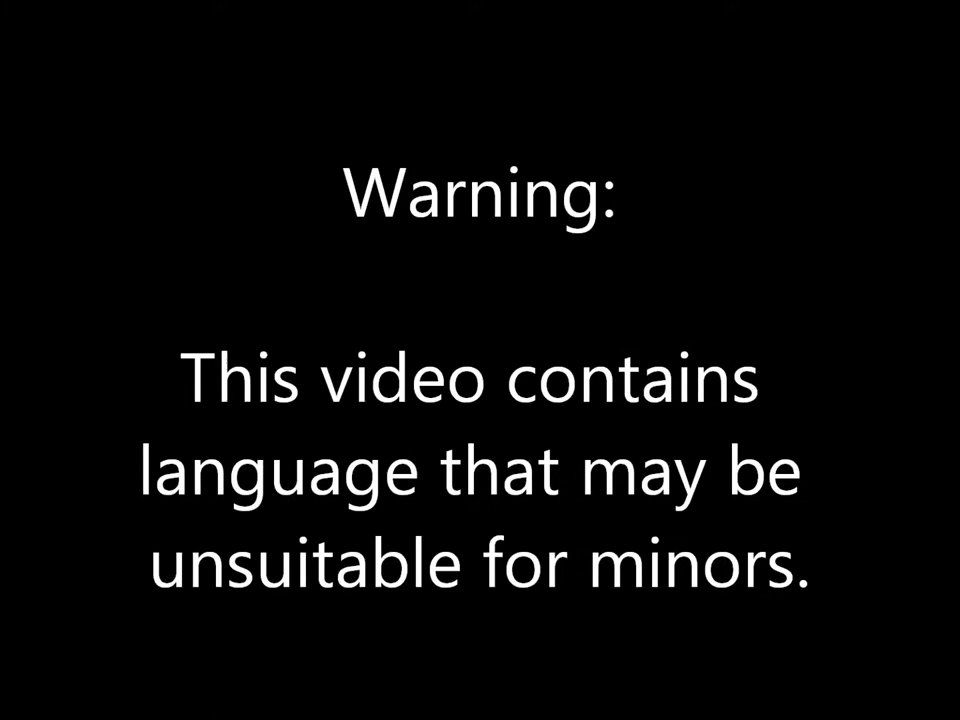 Warning:
This video contains
language that may be
unsuitable for minors.